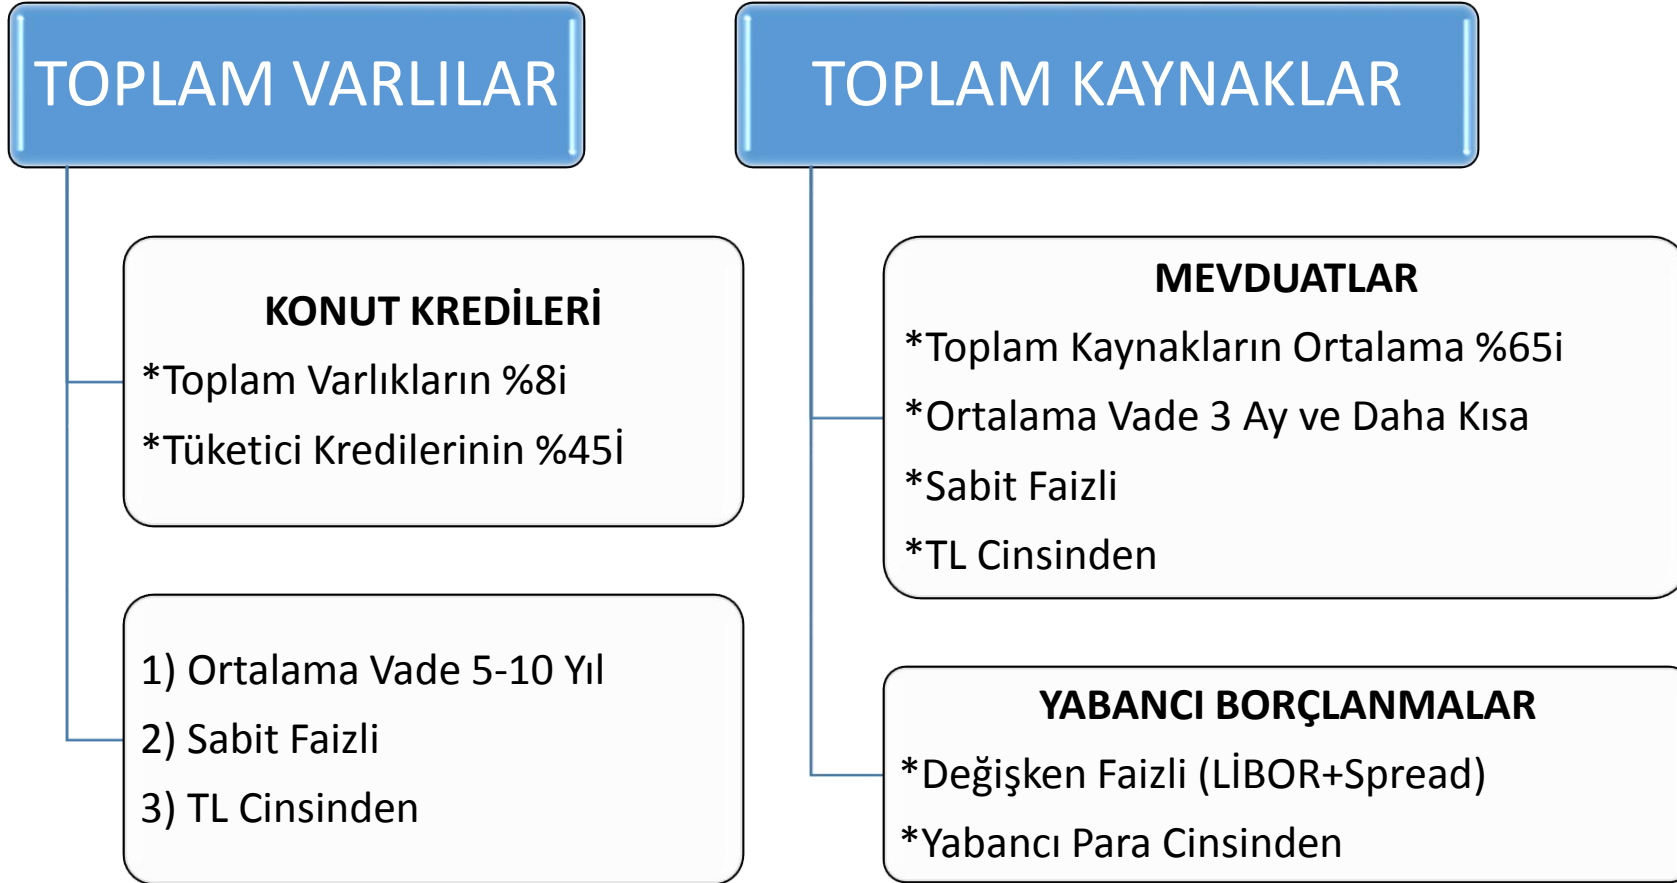 TOPLAM VARLILAR
KONUT KREDİLERİ
*Toplam Varlıkların %8i
*Tüketici Kredilerinin %45İ
1) Ortalama Vade 5-10 Yıl
2) Sabit Faizli
3) TL Cinsinden
TOPLAM KAYNAKLAR
MEVDUATLAR
*Toplam Kaynakların Ortalama %65i
*Ortalama Vade 3 Ay ve Daha Kısa
*Sabit Faizli
*TL Cinsinden
YABANCI BORÇLANMALAR
*Değişken Faizli (LİBOR+Spread)
*Yabancı Para Cinsinden